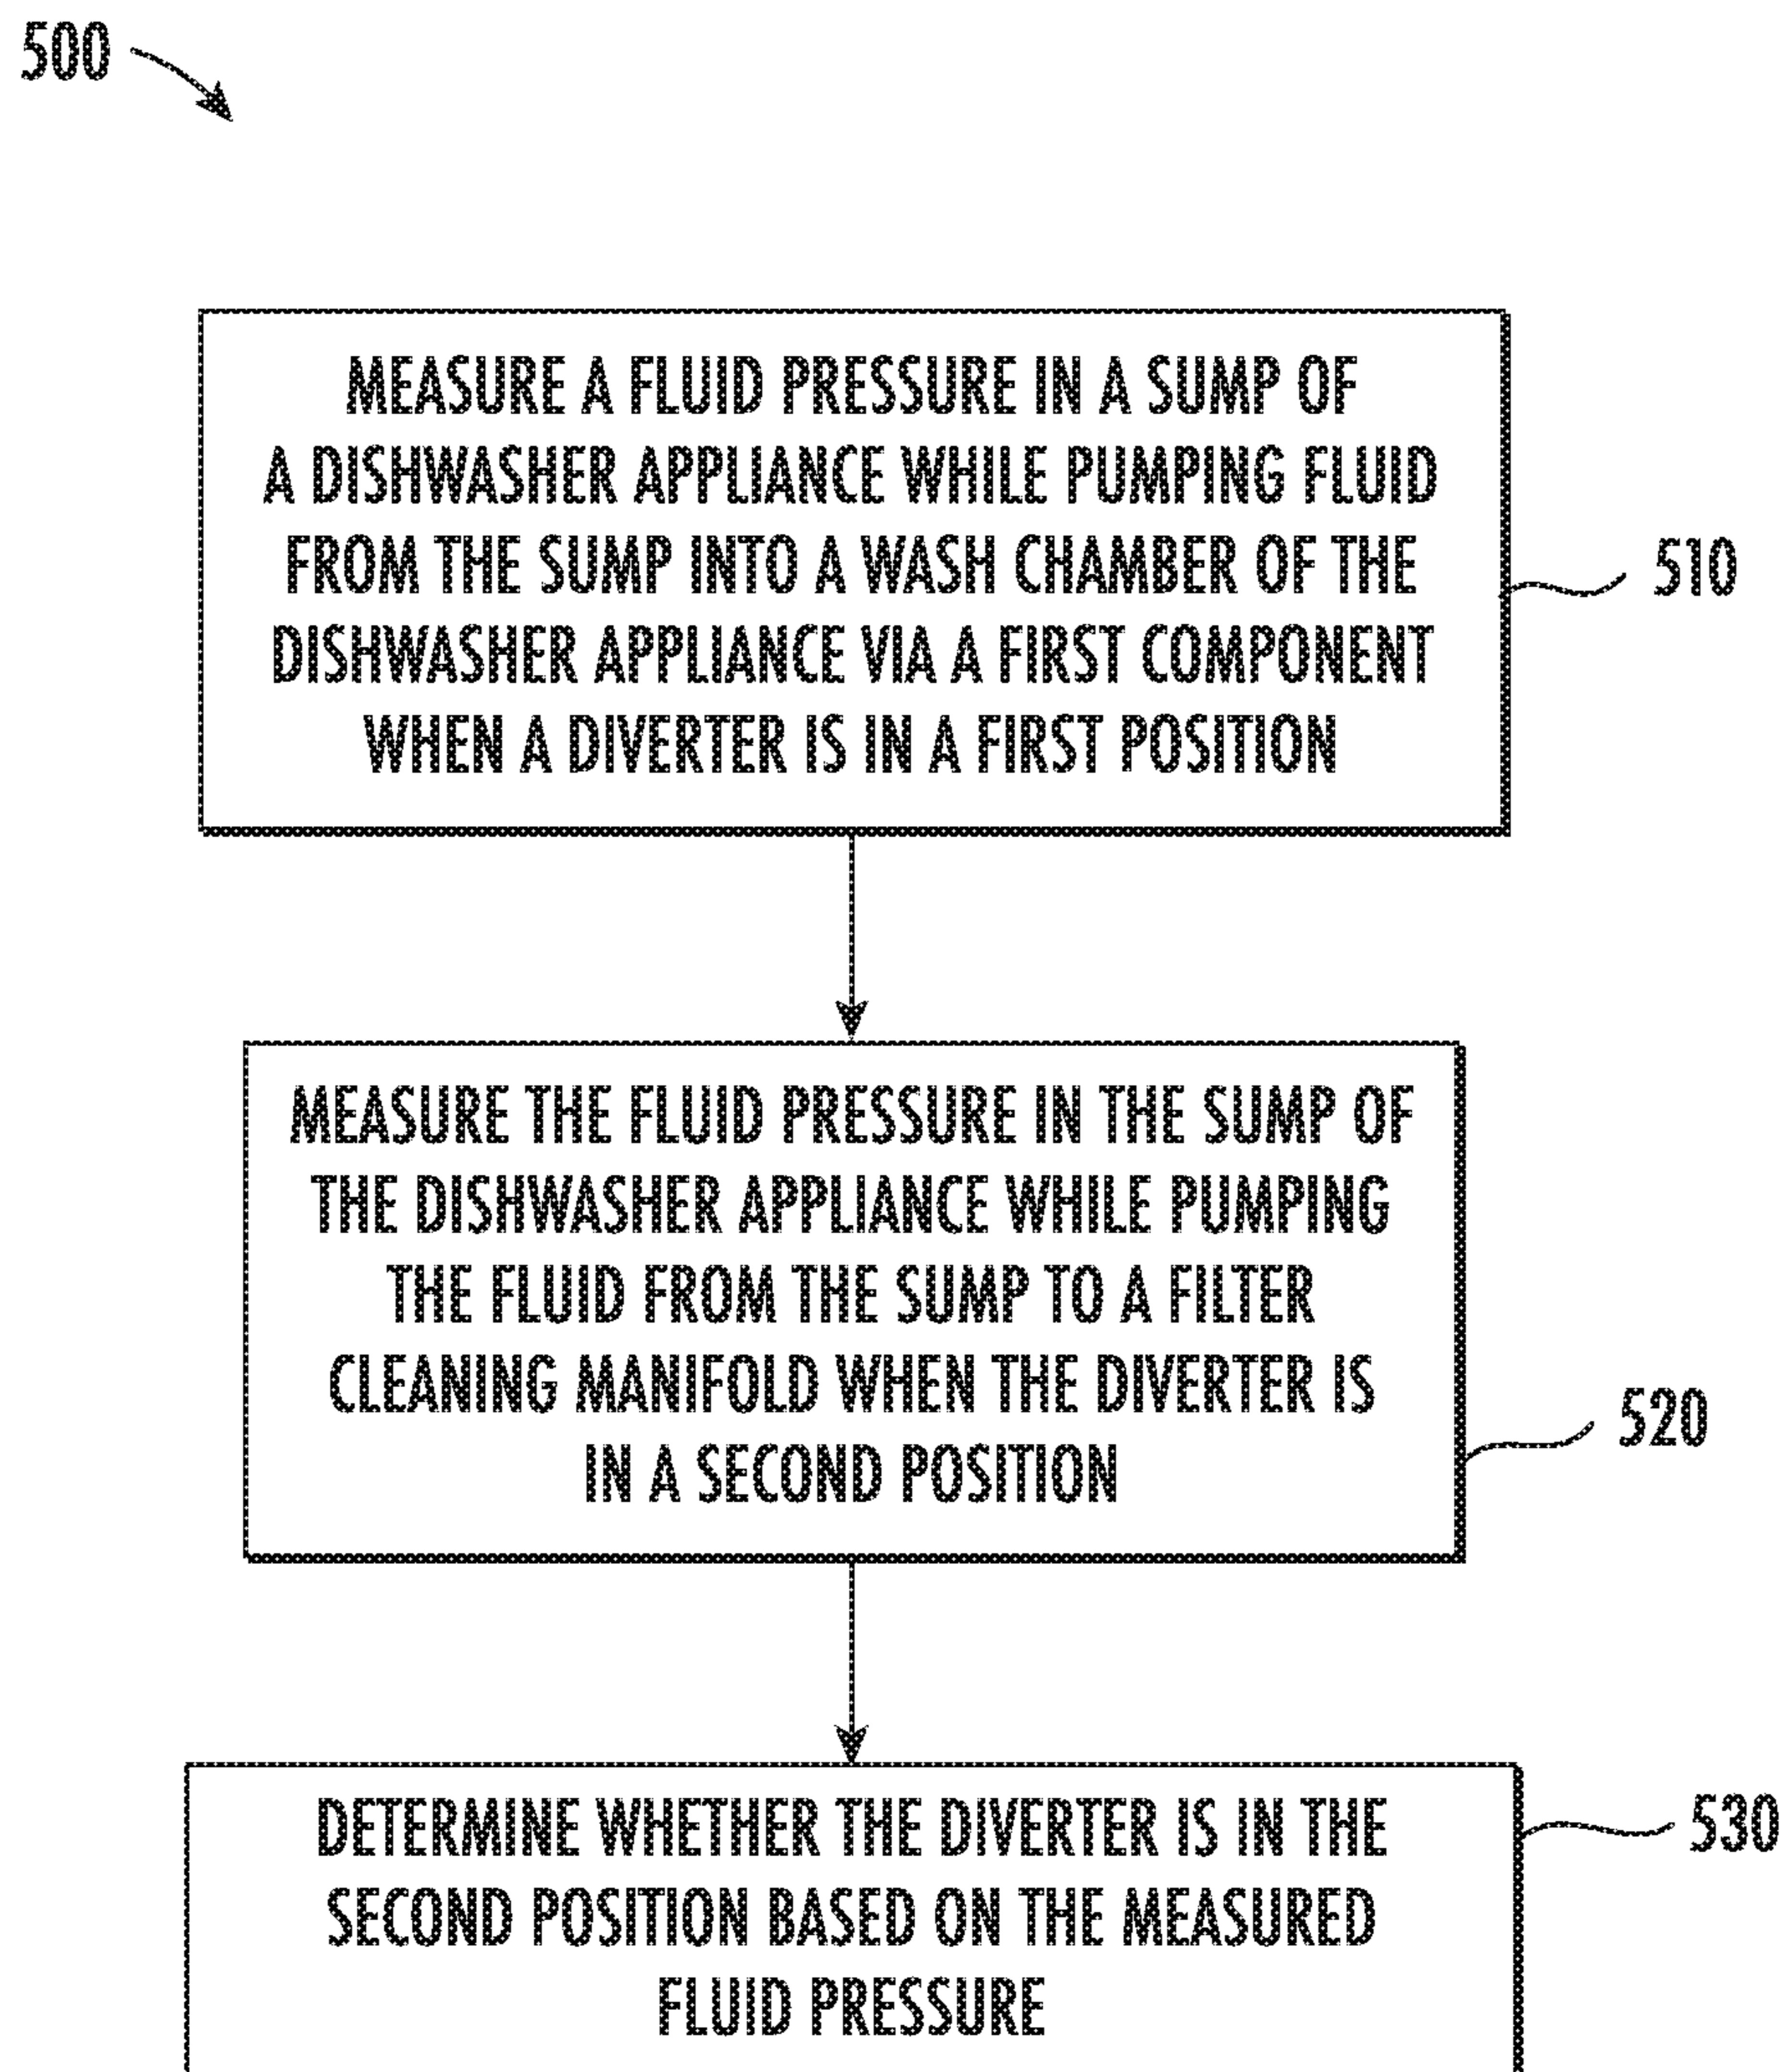 500
MEASURE A FLUID PRESSURE IN A SUMP OF
A DISHWASHER APPLIANCE WHILE PUMPING FLUID
FROM THE SUMP INTO A WASH CHAMBER OF THE
DISHWASHER APPLIANCE VIA A FIRST COMPONENT
WHEN A DIVERTER IS IN A FIRST POSITION
510
MEASURE THE FLUID PRESSURE IN THE SUMP OF
THE DISHWASHER APPLIANCE WHILE PUMPING
THE FLUID FROM THE SUMP TO A FILTER
CLEANING MANIFOLD WHEN THE DIVERTER IS
IN A SECOND POSITION
520
DETERMINE WHETHER THE DIVERTER IS IN THE
SECOND POSITION BASED ON THE MEASURED
FLUID PRESSURE
530